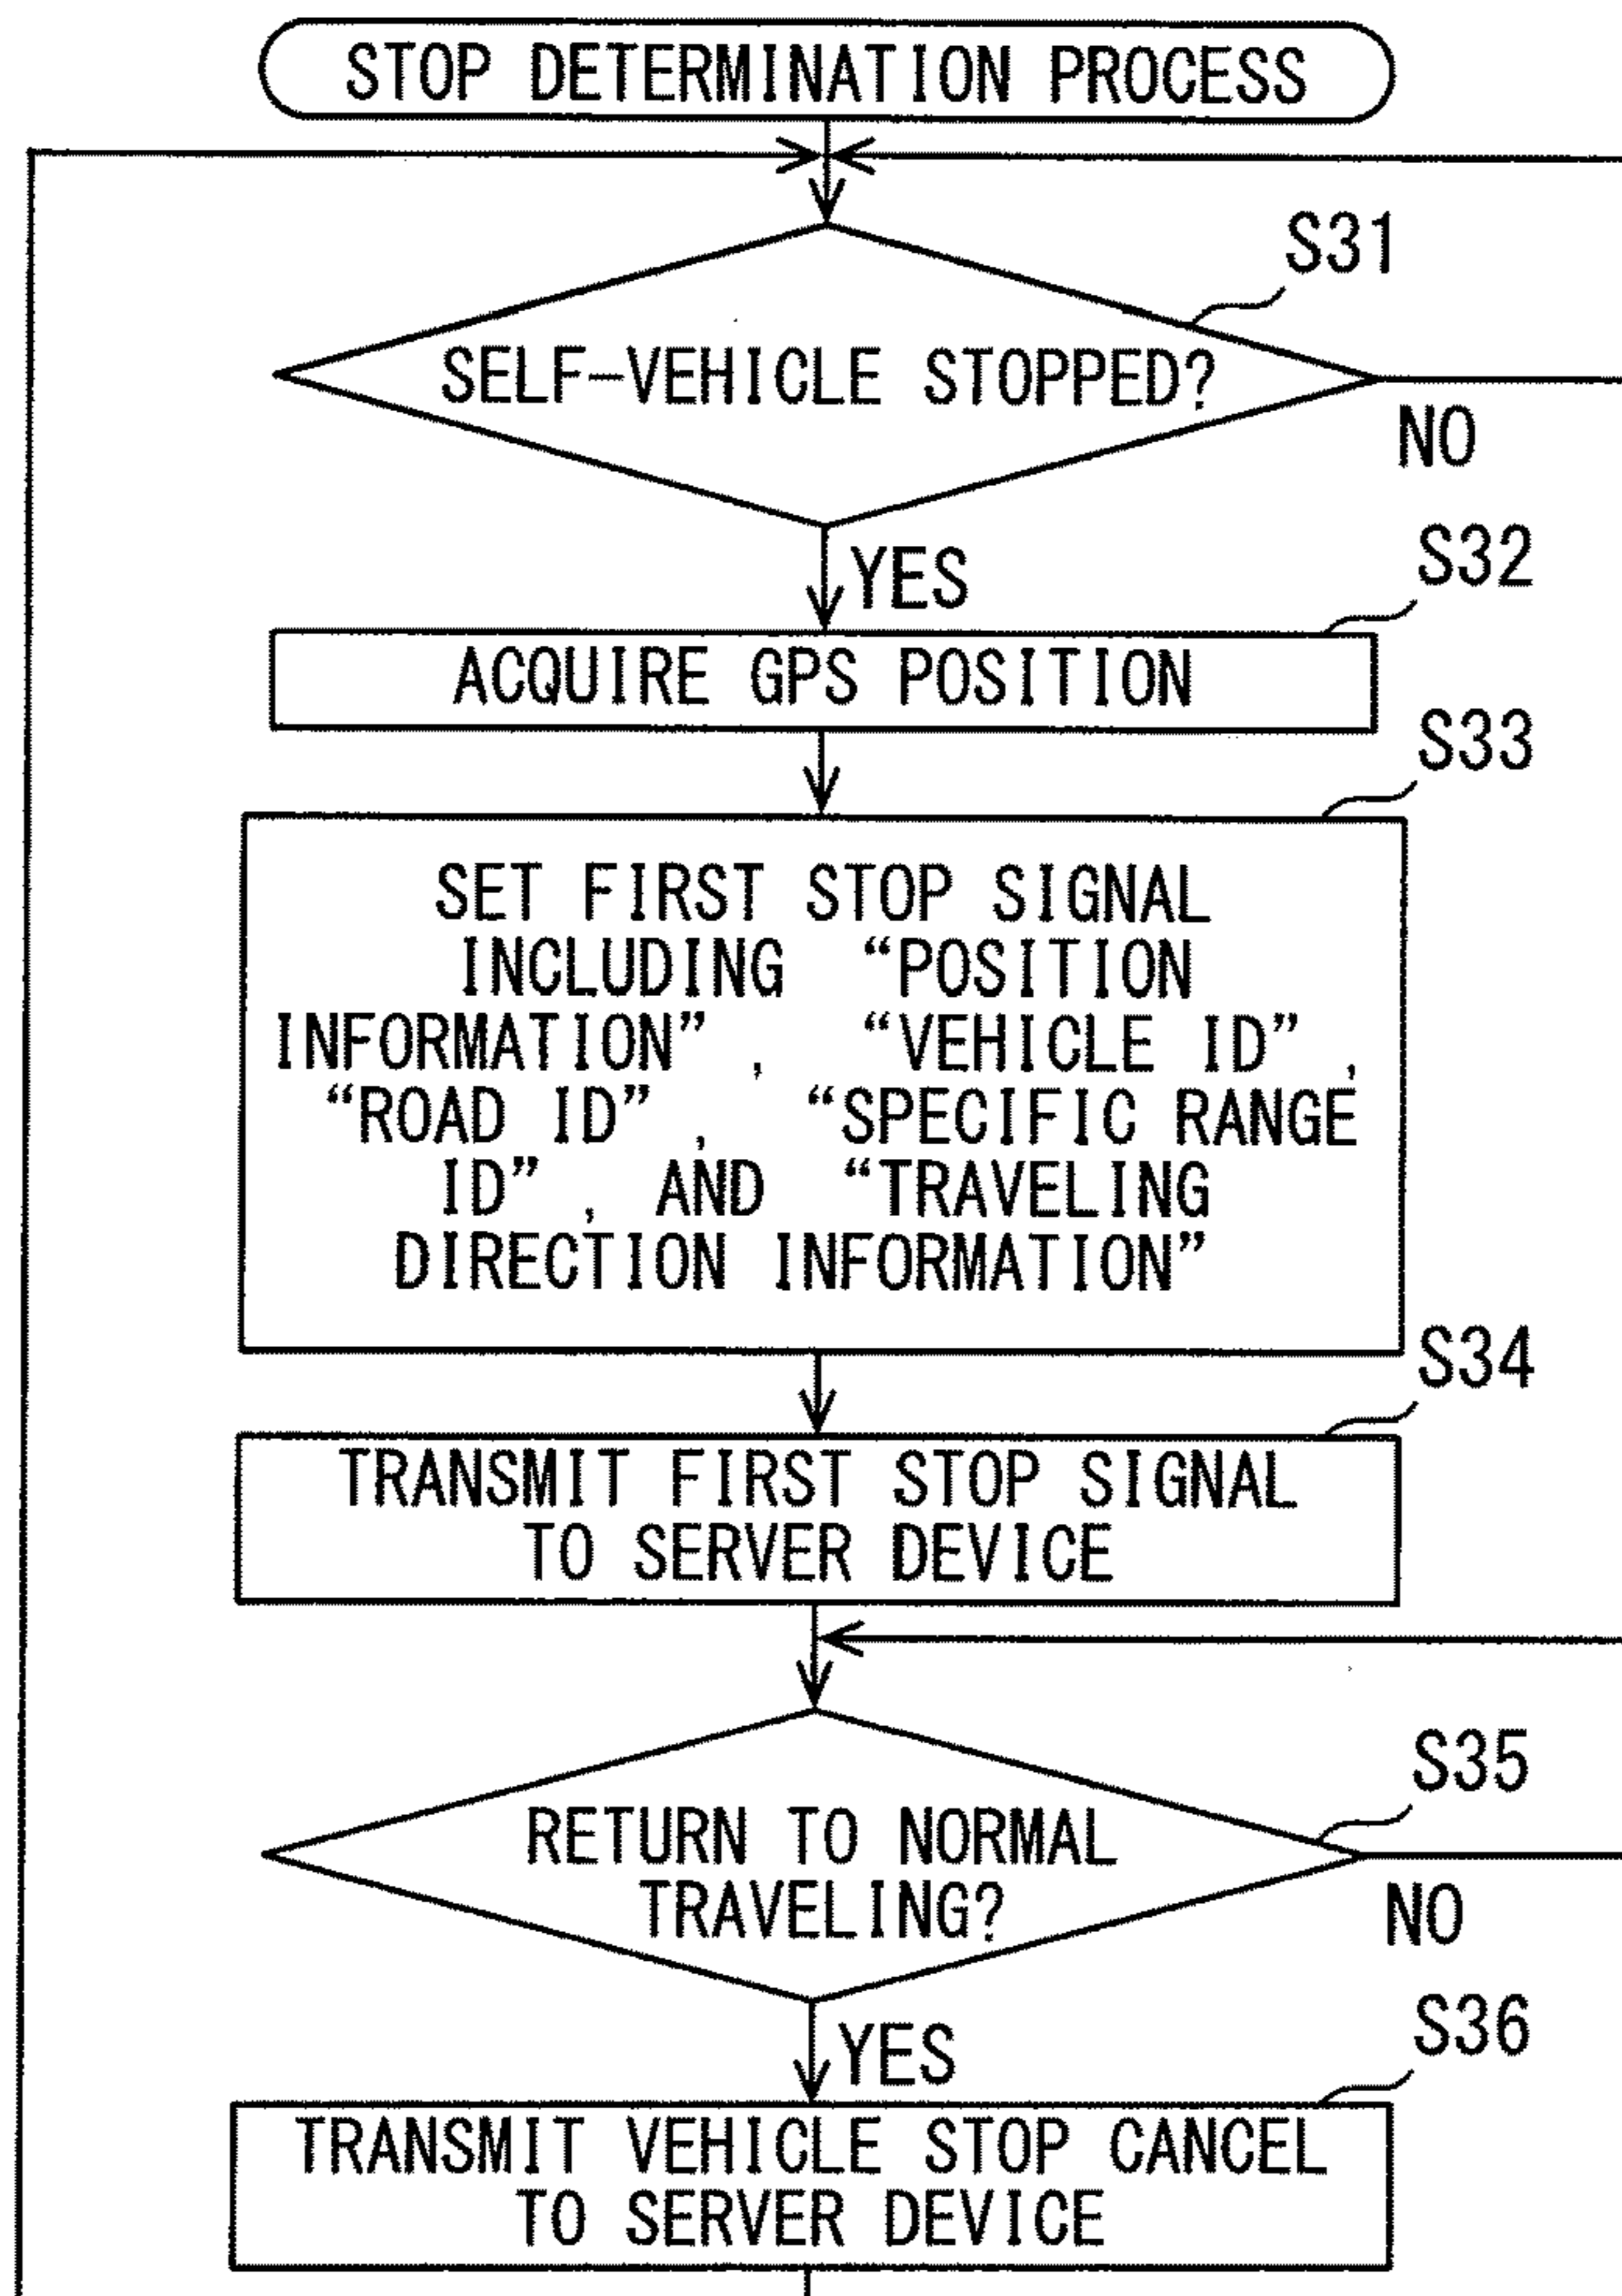 STOP DETERMINATION PROCESS
S31
SELF-VEHICLE STOPPED?
NO
YES
S32
ACQUIRE GPS POSITION
S33
SET FIRST STOP SIGNAL
INCLUDING “POSITION
INFORMATION”, “VEHICLE ID”,
“ROAD ID”, “SPECIFIC RANGE
ID”, AND “TRAVELING
DIRECTION INFORMATION”
S34
TRANSMIT FIRST STOP SIGNAL
TO SERVER DEVICE
S35
RETURN TO NORMAL
TRAVELING?
NO
YES
S36
TRANSMIT VEHICLE STOP CANCEL
TO SERVER DEVICE